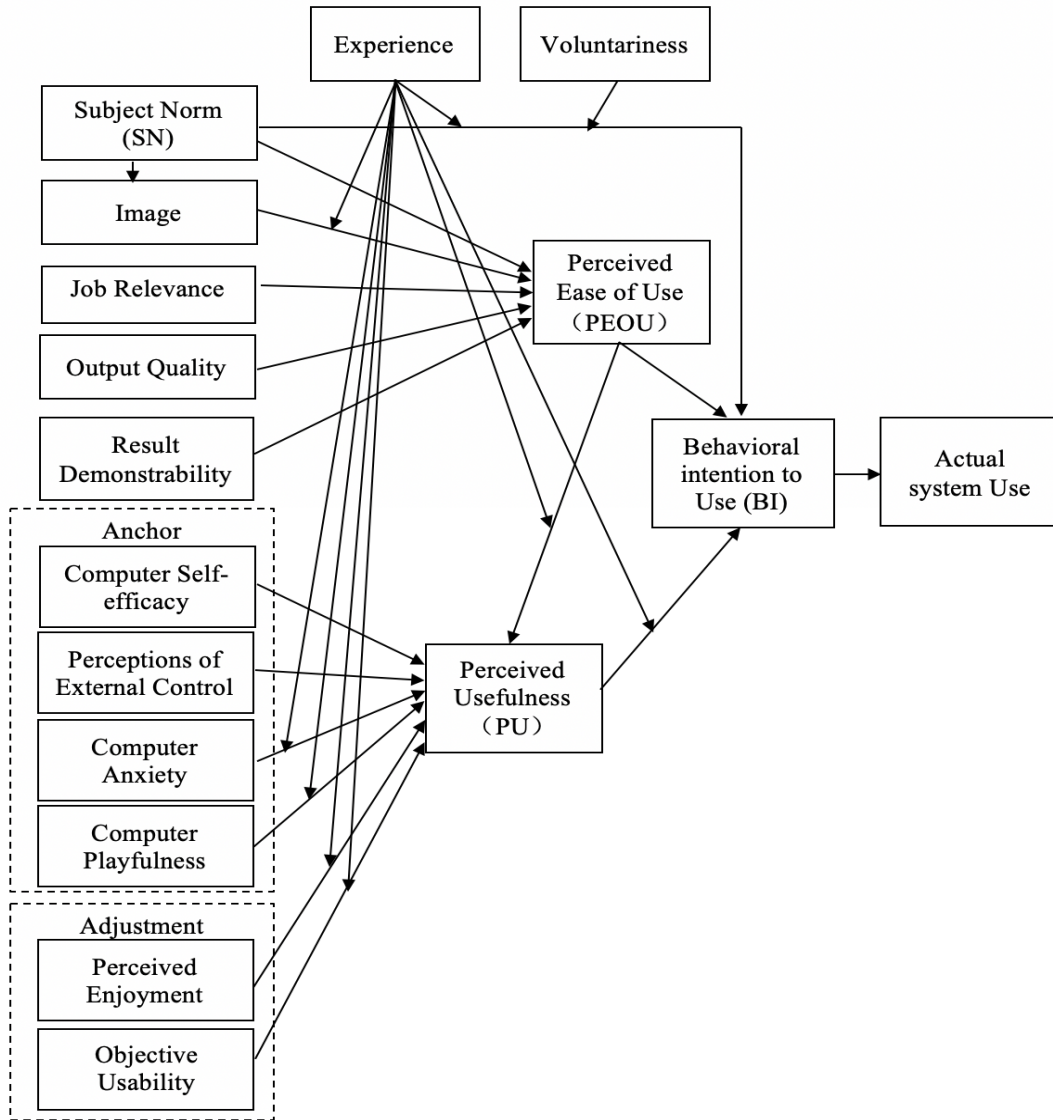 Experience
Voluntariness
Subject Norm
(SN)
Image
Job Relevance
Output Quality
Result
Demonstrability
Perceived
Ease of Use
（PEOU）
Behavioral
intention to
Use (BI)
Actual
system Use
Anchor
Computer Self-
efficacy
Perceptions of
External Control
Computer
Anxiety
Computer
Playfulness
Perceived
Usefulness
（PU）
Adjustment
Perceived
Enjoyment
Objective
Usability